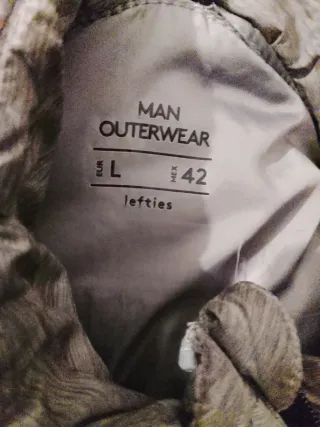 MAN
OUTERWEAR
EUR L MEX 42
lefties